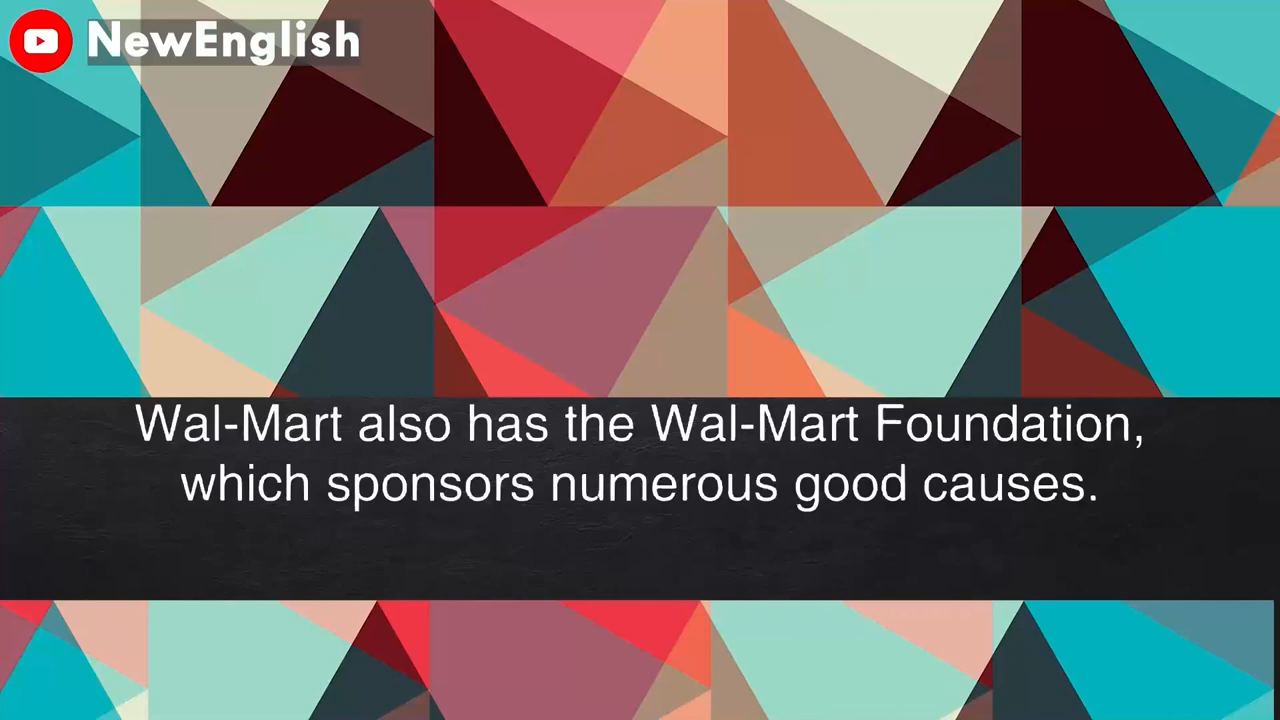 NewEnglish
Wal-Mart also has the Wal-Mart Foundation,
which sponsors numerous good causes.